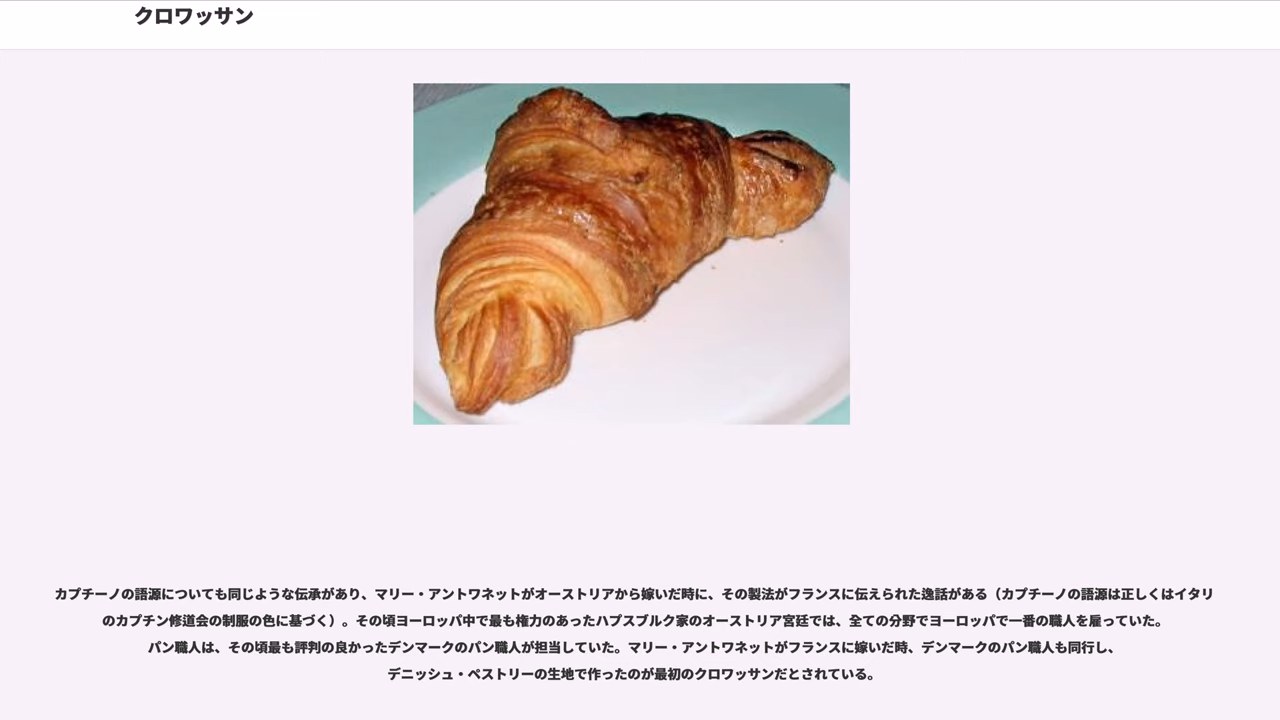 クロワッサン
カプチーノの語源についても同じような伝承があり、マリー・アントワネットがオーストリアから嫁いだ時に、その製法がフランスに伝えられた逸話がある（カプチーノの語源は正しくはイタリ
のカプチン修道会の制服の色に基づく）。その頃ヨーロッパ中で最も権力のあったハプスブルク家のオーストリア宮廷では、全ての分野でヨーロッパで一番の職人を雇っていた。
パン職人は、その頃最も評判の良かったデンマークのパン職人が担当していた。マリー・アントワネットがフランスに嫁いだ時、デンマークのパン職人も同行し、
デニッシュ・ペストリーの生地で作ったのが最初のクロワッサンだとされている。